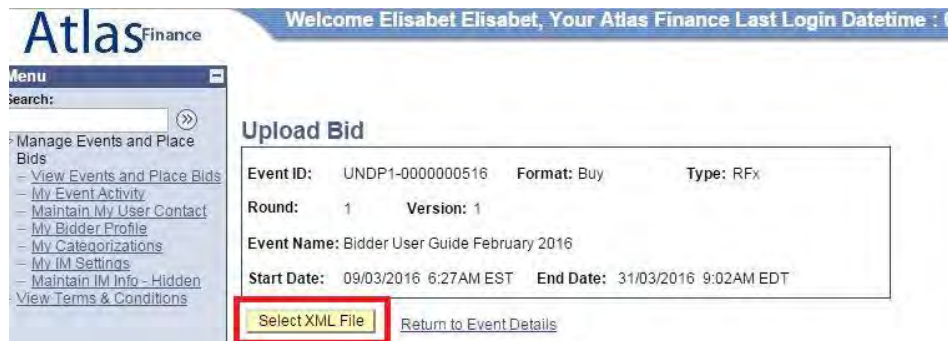 Atlas Finance
Welcome Elisabet Elisabet, Your Atlas Finance Last Login Datetime :
Menu
Search:
Manage Events and Place
Bids
– View Events and Place Bids
– My Event Activity
– Maintain My User Contact
– My Bidder Profile
– My Categorizations
– My IM Settings
– Maintain IM Info - Hidden
– View Terms & Conditions
Upload Bid
Event ID: UNDP1-0000000516 Format: Buy Type: RFx
Round: 1 Version: 1
Event Name: Bidder User Guide February 2016
Start Date: 09/03/2016 6:27AM EST End Date: 31/03/2016 9:02AM EDT
Select XML File Return to Event Details